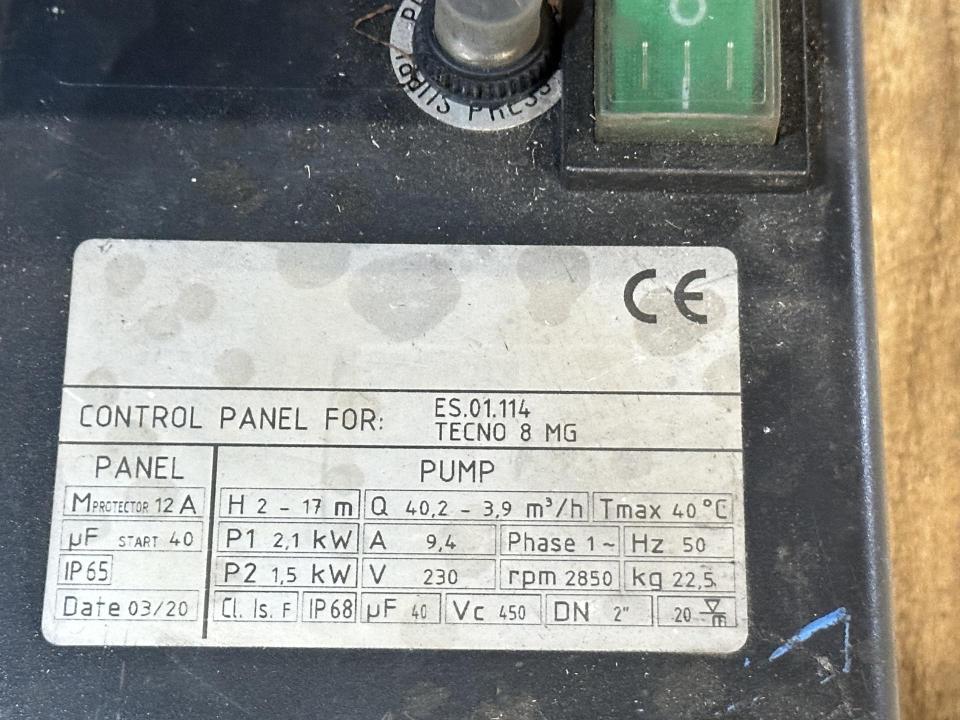 PRESS
O
CE
CONTROL PANEL FOR: ES.01.114
TECNO 8 MG
PANEL
PUMP
MPROTECTOR 12 A
H 2 - 17 m
Q 40,2 - 3,9 m³/h
Tmax 40 °C
µF START 40
P1 2,1 kW
A 9,4
Phase 1~
Hz 50
IP 65
P2 1,5 kW
V 230
rpm 2850
kg 22,5
Date 03/20
Cl. Is. F
IP68
µF 40
Vc 450
DN 2"
20 m